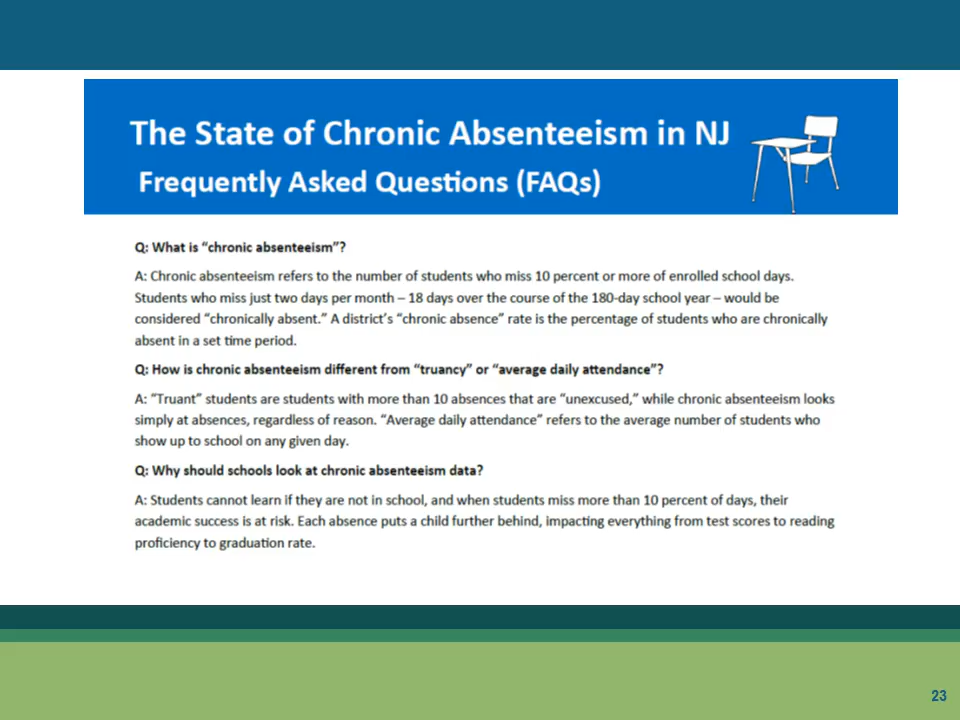 The State of Chronic Absenteeism in NJ
Frequently Asked Questions (FAQs)
Q: What is “chronic absenteeism”?
A: Chronic absenteeism refers to the number of students who miss 10 percent or more of enrolled school days.
Students who miss just two days per month – 18 days over the course of the 180-day school year – would be
considered “chronically absent.” A district’s “chronic absence” rate is the percentage of students who are chronically
absent in a set time period.
Q: How is chronic absenteeism different from “truancy” or “average daily attendance”?
A: “Truant” students are students with more than 10 absences that are “unexcused,” while chronic absenteeism looks
simply at absences, regardless of reason. “Average daily attendance” refers to the average number of students who
show up to school on any given day.
Q: Why should schools look at chronic absenteeism data?
A: Students cannot learn if they are not in school, and when students miss more than 10 percent of days, their
academic success is at risk. Each absence puts a child further behind, impacting everything from test scores to reading
proficiency to graduation rate.
23